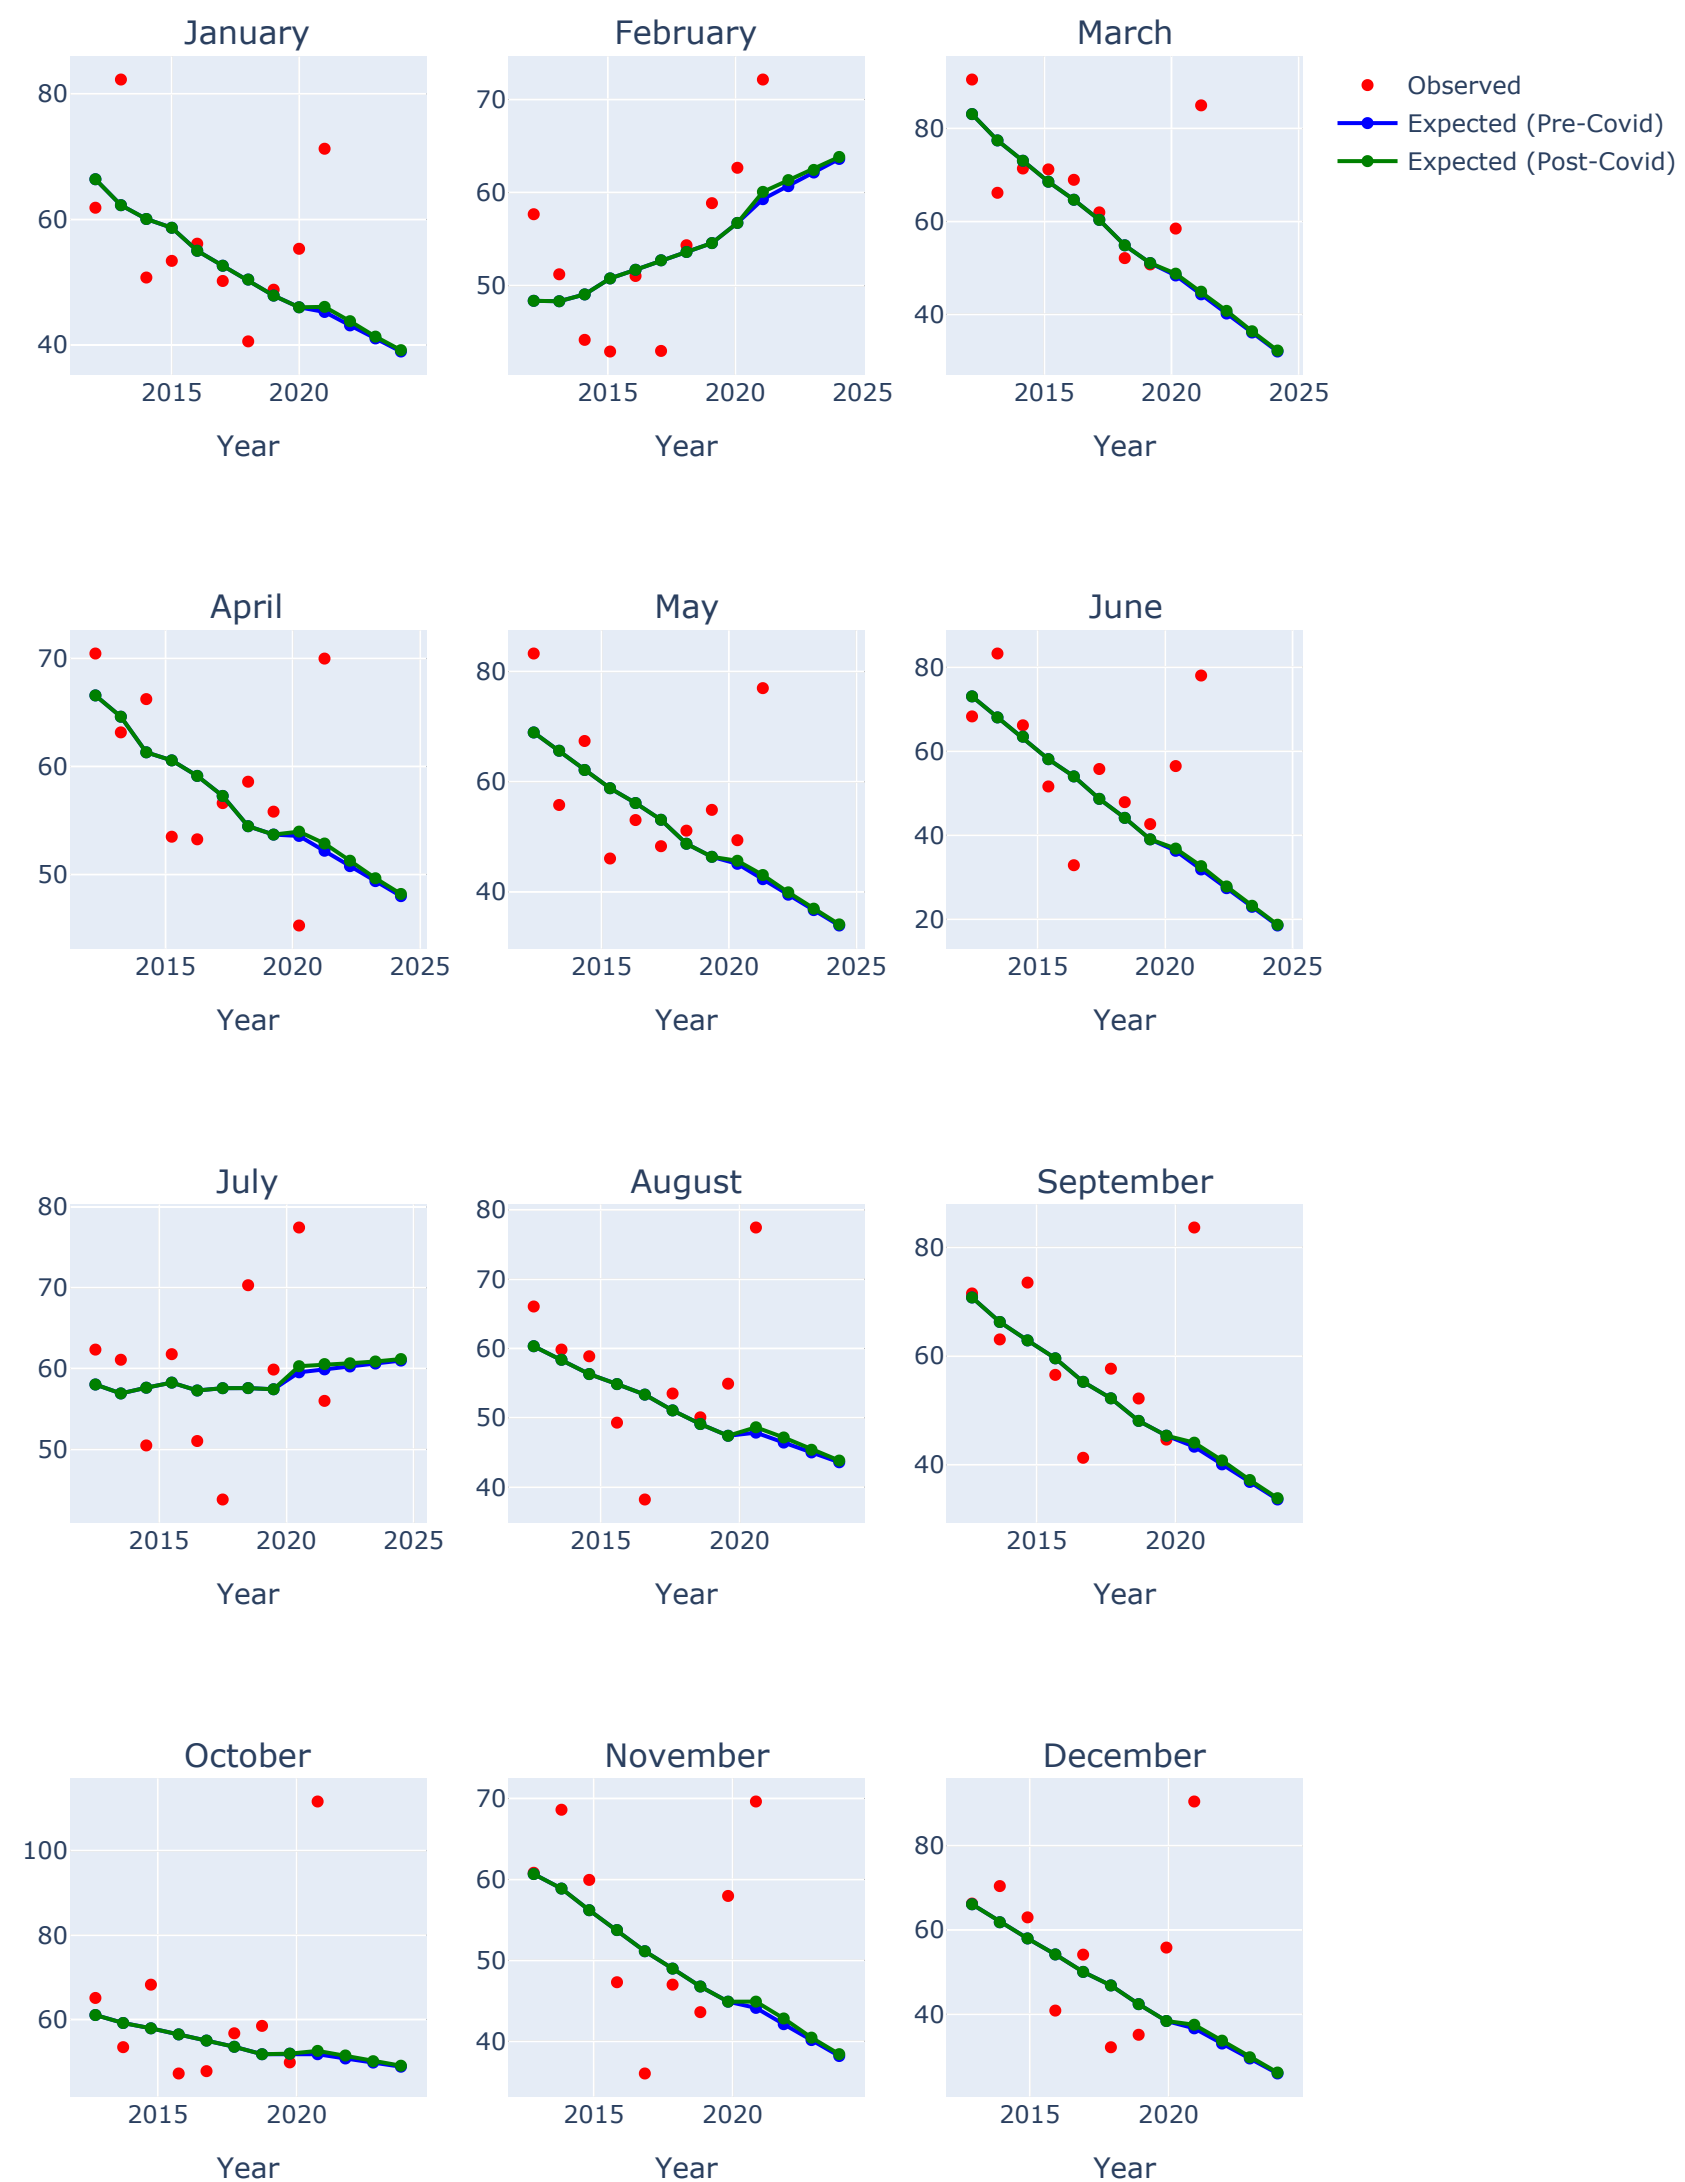 January
February
March
80
60
40
2015
2020
Year
70
60
50
2015
2020
2025
Year
80
60
40
2015
2020
2025
Year
Observed
Expected (Pre-Covid)
Expected (Post-Covid)
April
May
June
70
60
50
2015
2020
2025
Year
80
60
40
2015
2020
2025
Year
80
60
40
20
2015
2020
2025
Year
July
August
September
80
70
60
50
2015
2020
2025
Year
80
70
60
50
40
2015
2020
Year
80
60
40
2015
2020
Year
October
November
December
100
80
60
2015
2020
Year
70
60
50
40
2015
2020
Year
80
60
40
2015
2020
Year